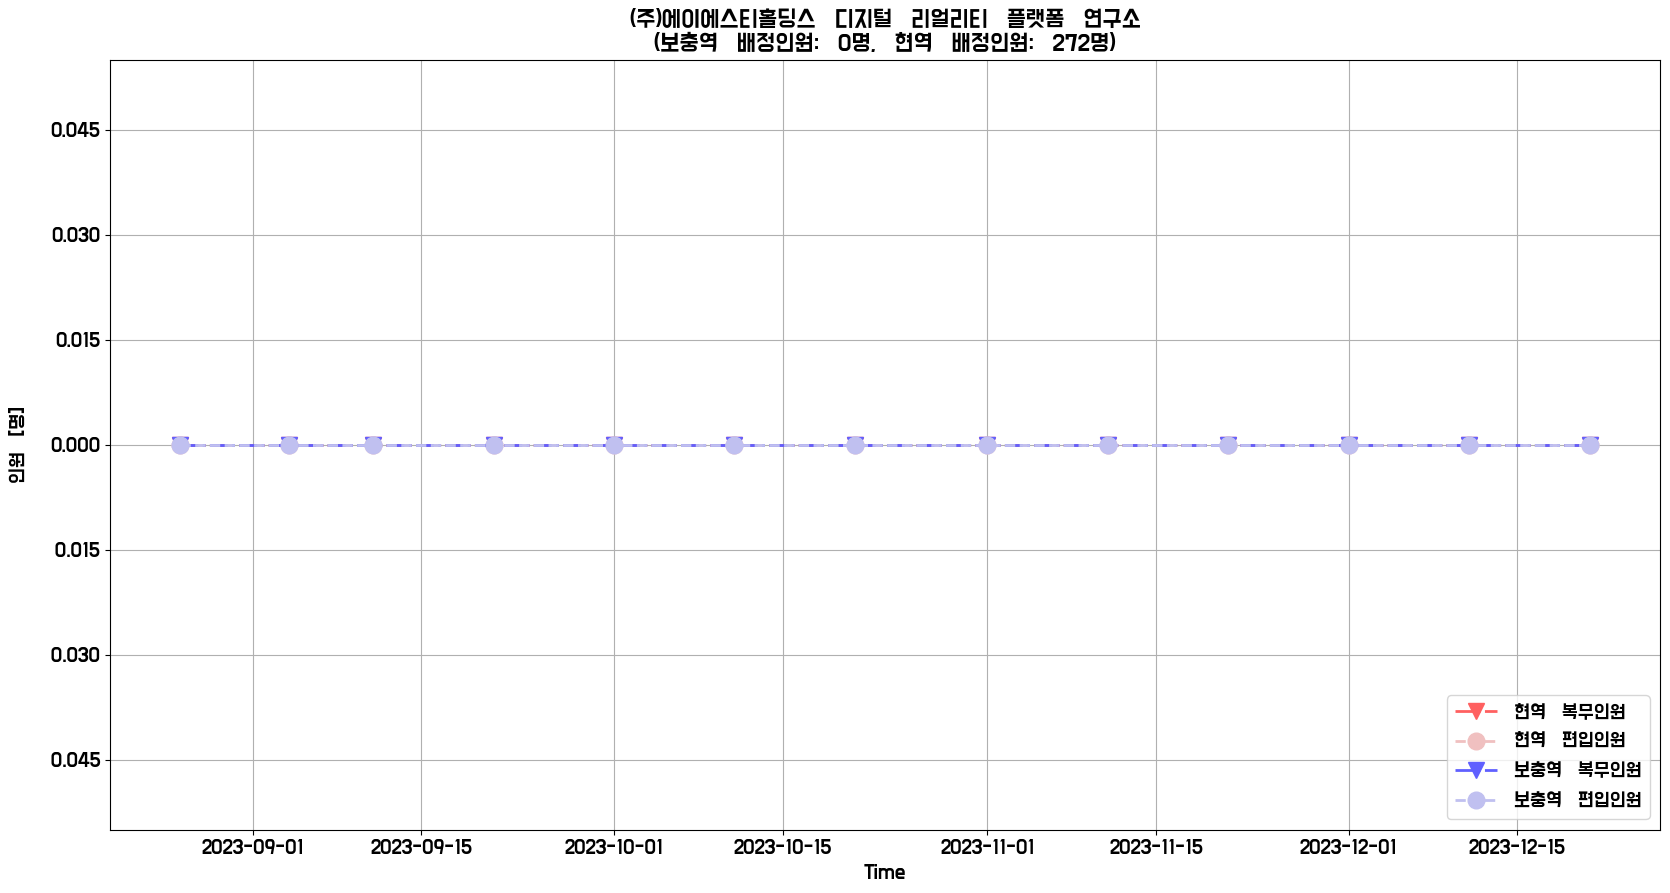 (주)에이에스티홀딩스 디지털 리얼리티 플랫폼 연구소
(보충역 배정인원: 0명, 현역 배정인원: 272명)
0.045
0.030
0.015
0.000
0.015
0.030
0.045
인원 [명]
현역 복무인원
현역 편입인원
보충역 복무인원
보충역 편입인원
2023-09-01 2023-09-15 2023-10-01 2023-10-15 2023-11-01 2023-11-15 2023-12-01 2023-12-15
Time